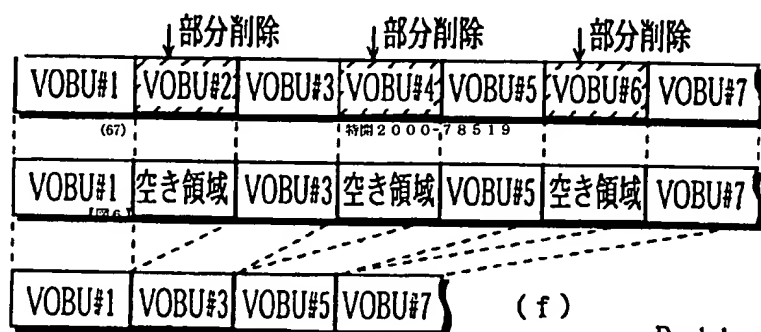 部分削除 部分削除 部分削除
VOBU#1 VOBU#2 VOBU#3 VOBU#4 VOBU#5 VOBU#6 VOBU#7
(67) 特開2000-78519
VOBU#1 空き領域 VOBU#3 空き領域 VOBU#5 空き領域 VOBU#7
【図6】
VOBU#1 VOBU#3 VOBU#5 VOBU#7 (f)